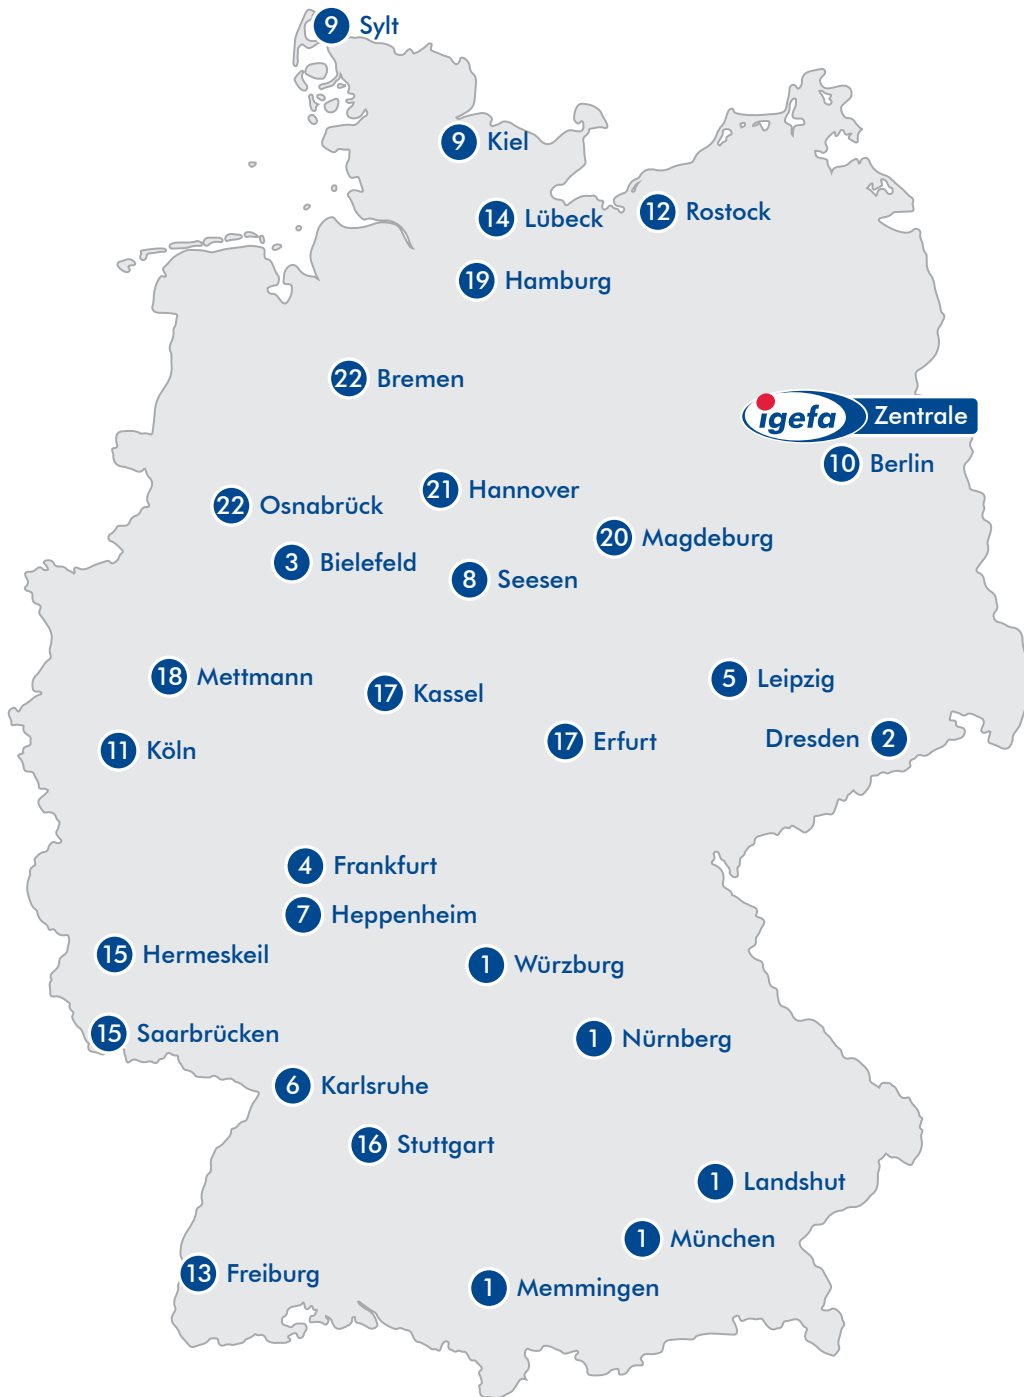 9 Sylt
9 Kiel
14 Lübeck
12 Rostock
19 Hamburg
22 Bremen
igefa Zentrale
10 Berlin
21 Hannover
22 Osnabrück
20 Magdeburg
3 Bielefeld
8 Seesen
18 Mettmann
17 Kassel
5 Leipzig
11 Köln
17 Erfurt
Dresden 2
4 Frankfurt
7 Heppenheim
15 Hermeskeil
1 Würzburg
15 Saarbrücken
1 Nürnberg
6 Karlsruhe
16 Stuttgart
1 Landshut
1 München
13 Freiburg
1 Memmingen